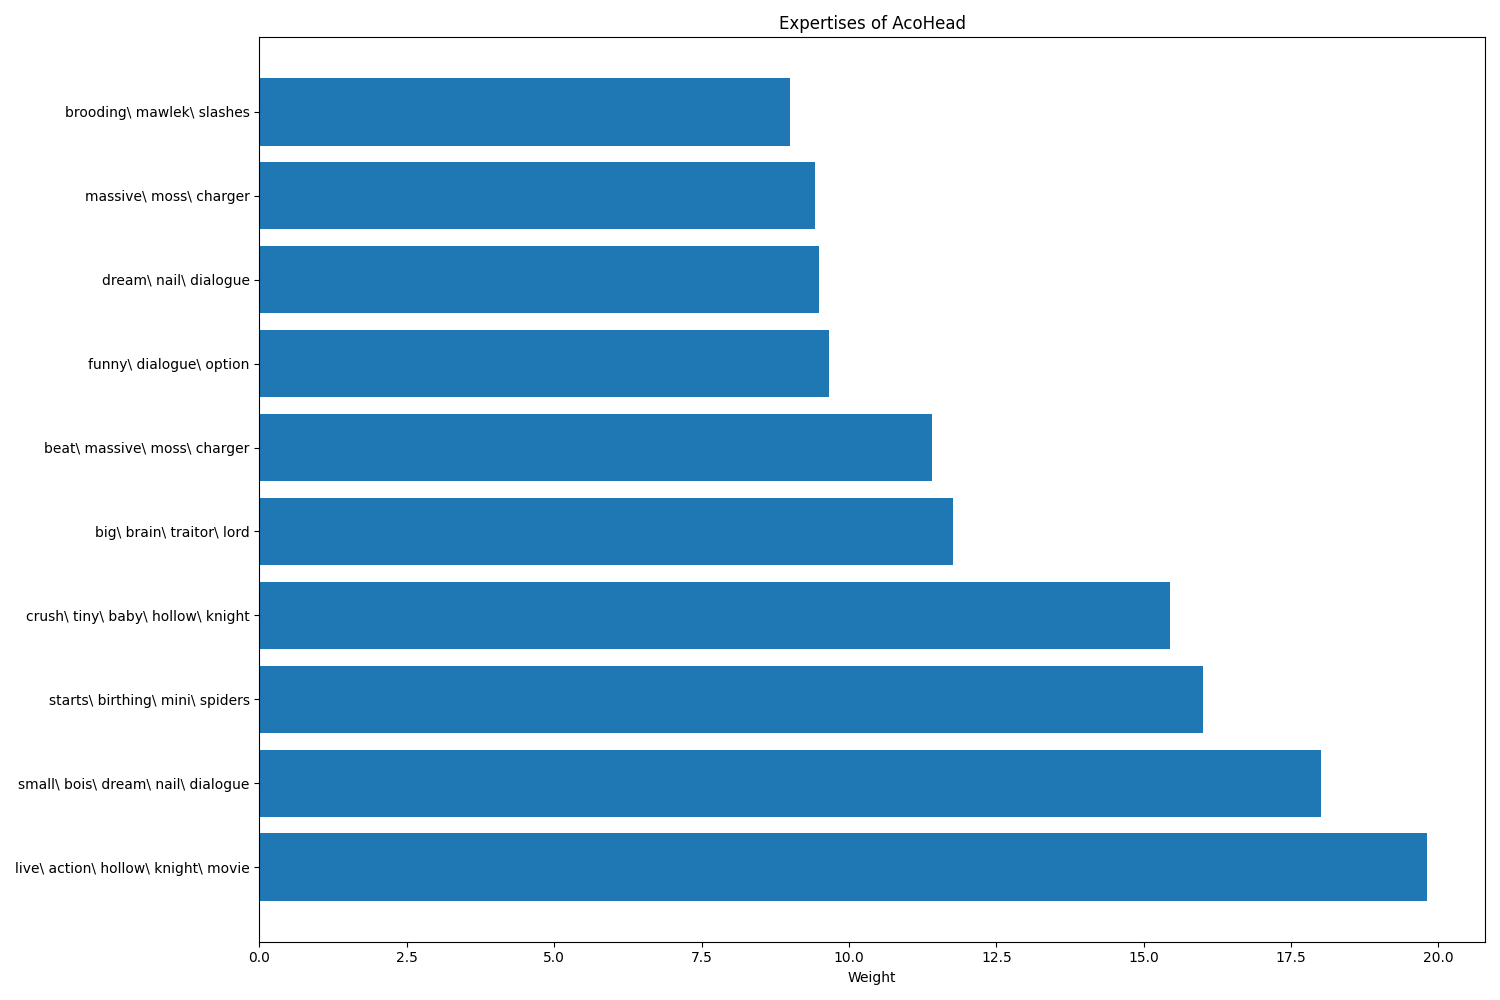 Expertises of AcoHead
brooding\ mawlek\ slashes
massive\ moss\ charger
dream\ nail\ dialogue
funny\ dialogue\ option
beat\ massive\ moss\ charger
big\ brain\ traitor\ lord
crush\ tiny\ baby\ hollow\ knight
starts\ birthing\ mini\ spiders
small\ bois\ dream\ nail\ dialogue
live\ action\ hollow\ knight\ movie
0.0 2.5 5.0 7.5 10.0 12.5 15.0 17.5 20.0
Weight